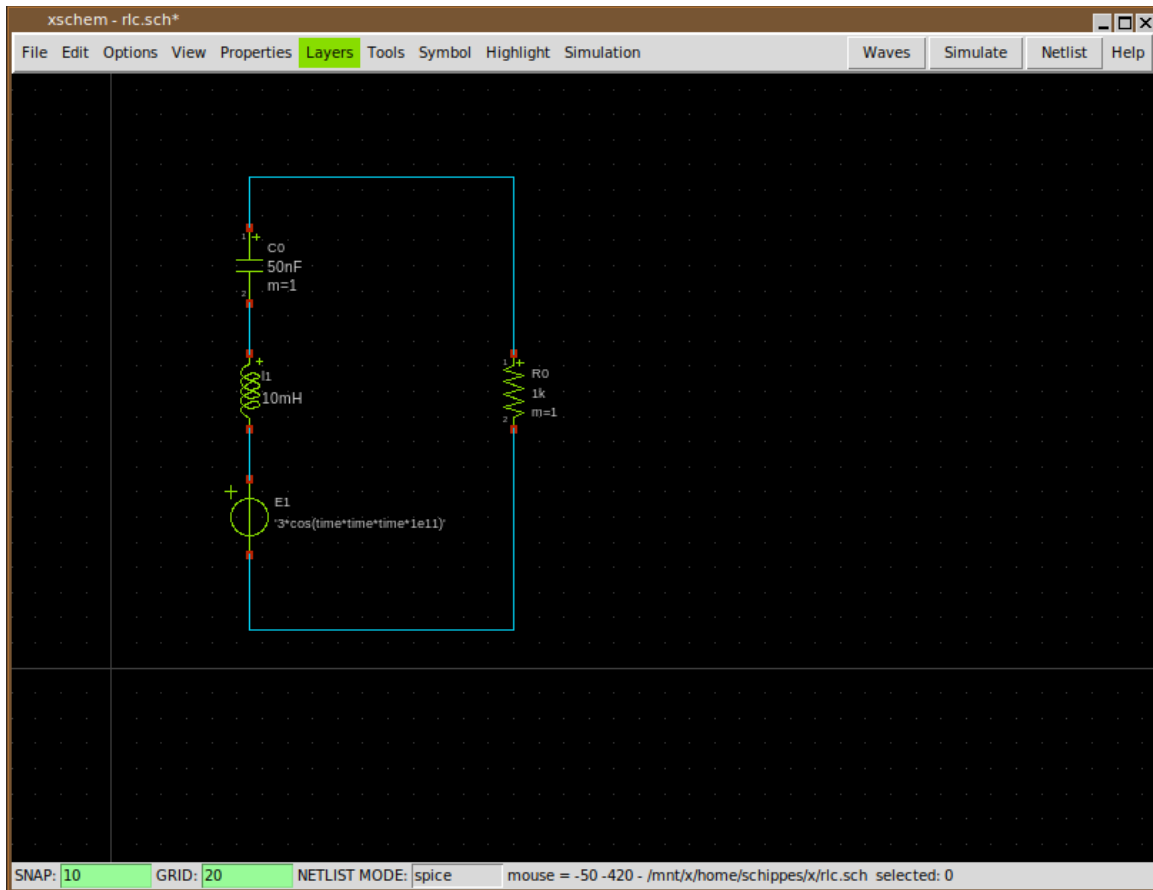 xschem - rlc.sch*
File Edit Options View Properties Layers Tools Symbol Highlight Simulation Waves Simulate Netlist Help
1
C0
50nF
m=1
2
l1
10mH
1
R0
1k
m=1
2
E1
'3*cos(time*time*time*1e11)'
SNAP: 10 GRID: 20 NETLIST MODE: spice mouse = -50 -420 - /mnt/x/home/schippes/x/rlc.sch selected: 0